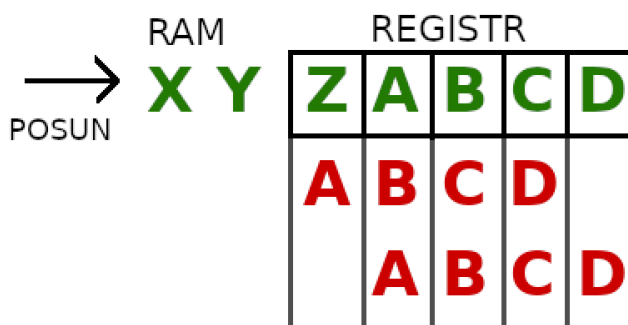 RAM REGISTR
X Y Z A B C D
POSUN
A B C D
A B C D